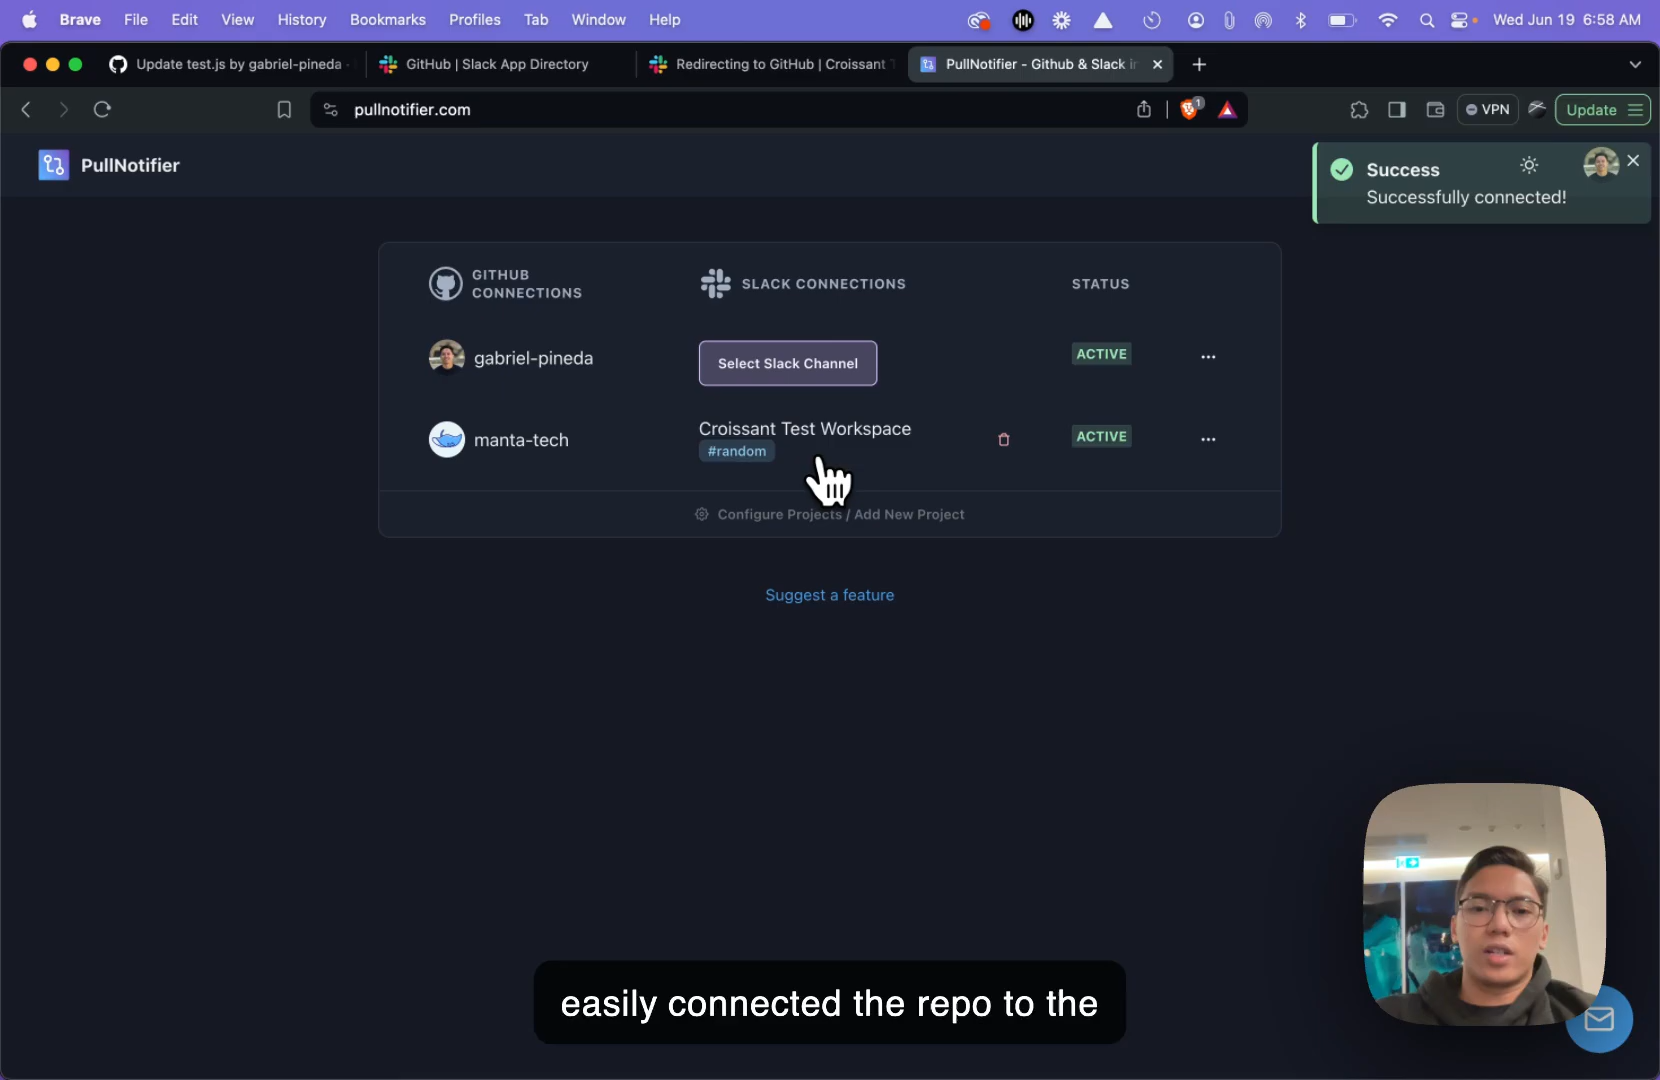 Brave File Edit View History Bookmarks Profiles Tab Window Help Wed Jun 19 6:58 AM
Update test.js by gabriel-pineda · GitHub | Slack App Directory Redirecting to GitHub | Croissant T PullNotifier - Github & Slack in
pullnotifier.com 1 VPN Update
PullNotifier
Success
Successfully connected!
GITHUB
CONNECTIONS
SLACK CONNECTIONS
STATUS
gabriel-pineda
Select Slack Channel
ACTIVE
manta-tech
Croissant Test Workspace
#random
ACTIVE
Configure Projects / Add New Project
Suggest a feature
easily connected the repo to the